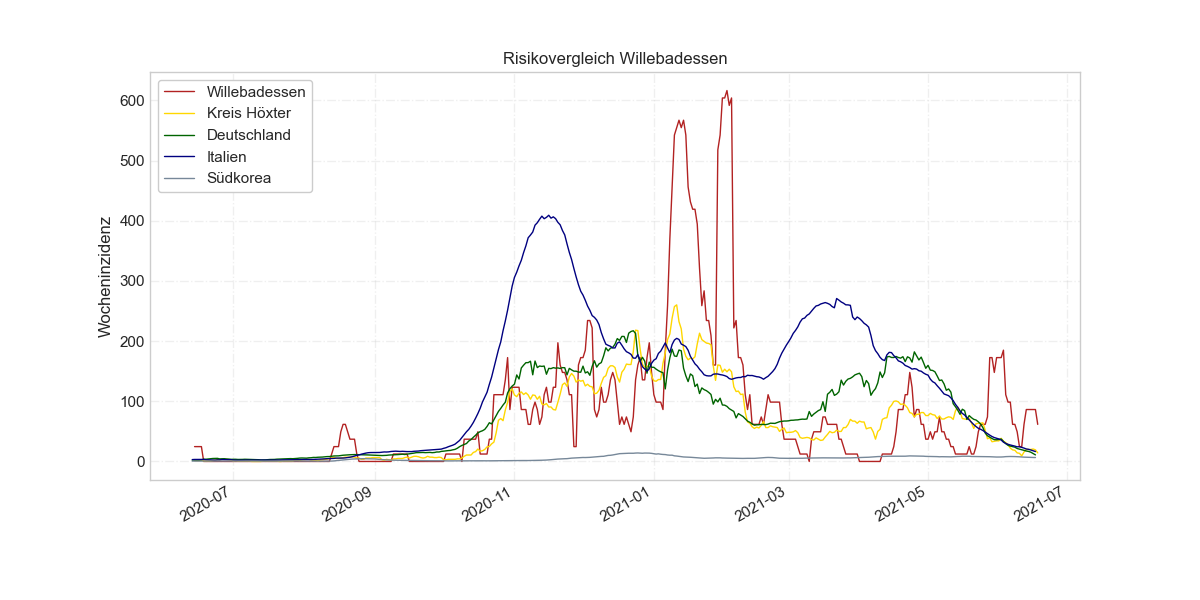 Risikovergleich Willebadessen
Willebadessen
Kreis Höxter
Deutschland
Italien
Südkorea
Wocheninzidenz
600
500
400
300
200
100
0
2020-07
2020-09
2020-11
2021-01
2021-03
2021-05
2021-07